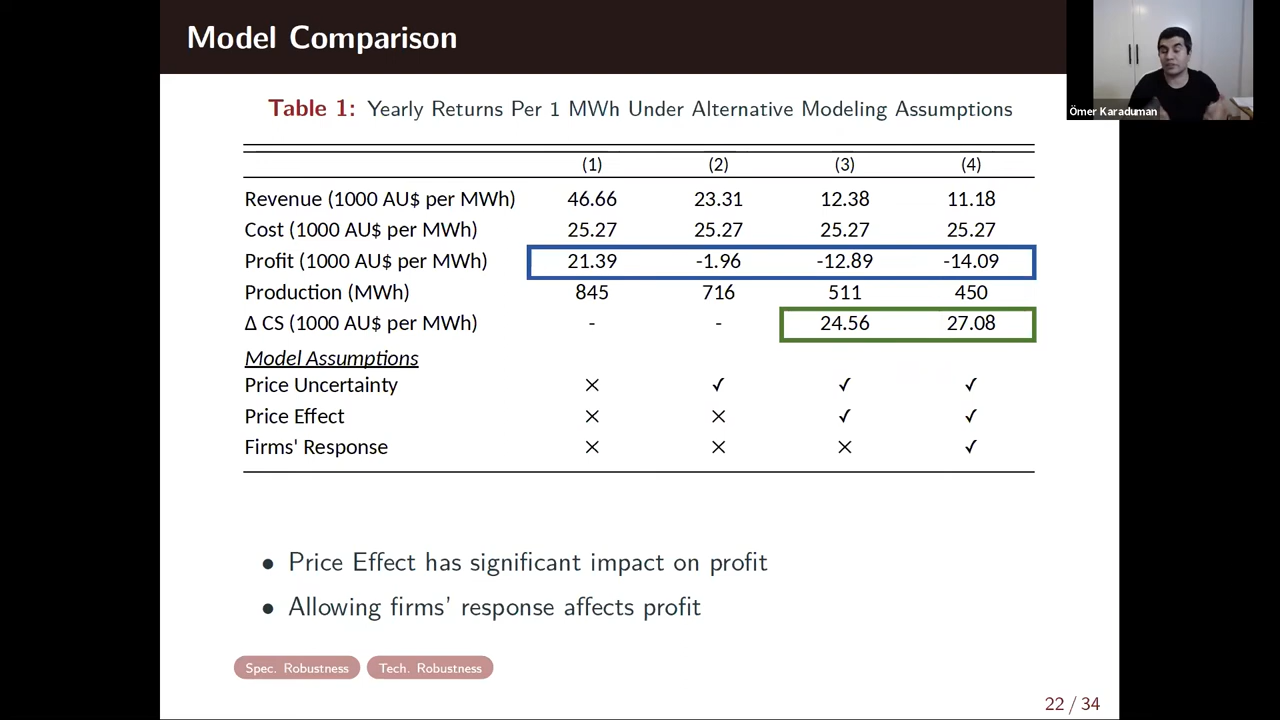 Model Comparison
Ömer Karaduman
Table 1: Yearly Returns Per 1 MWh Under Alternative Modeling Assumptions
(1) (2) (3) (4)
Revenue (1000 AU$ per MWh) 46.66 23.31 12.38 11.18
Cost (1000 AU$ per MWh) 25.27 25.27 25.27 25.27
Profit (1000 AU$ per MWh) 21.39 -1.96 -12.89 -14.09
Production (MWh) 845 716 511 450
Δ CS (1000 AU$ per MWh) - - 24.56 27.08
Model Assumptions
Price Uncertainty × ✓ ✓ ✓
Price Effect × × ✓ ✓
Firms' Response × × × ✓
• Price Effect has significant impact on profit
• Allowing firms' response affects profit
Spec. Robustness Tech. Robustness
22 / 34